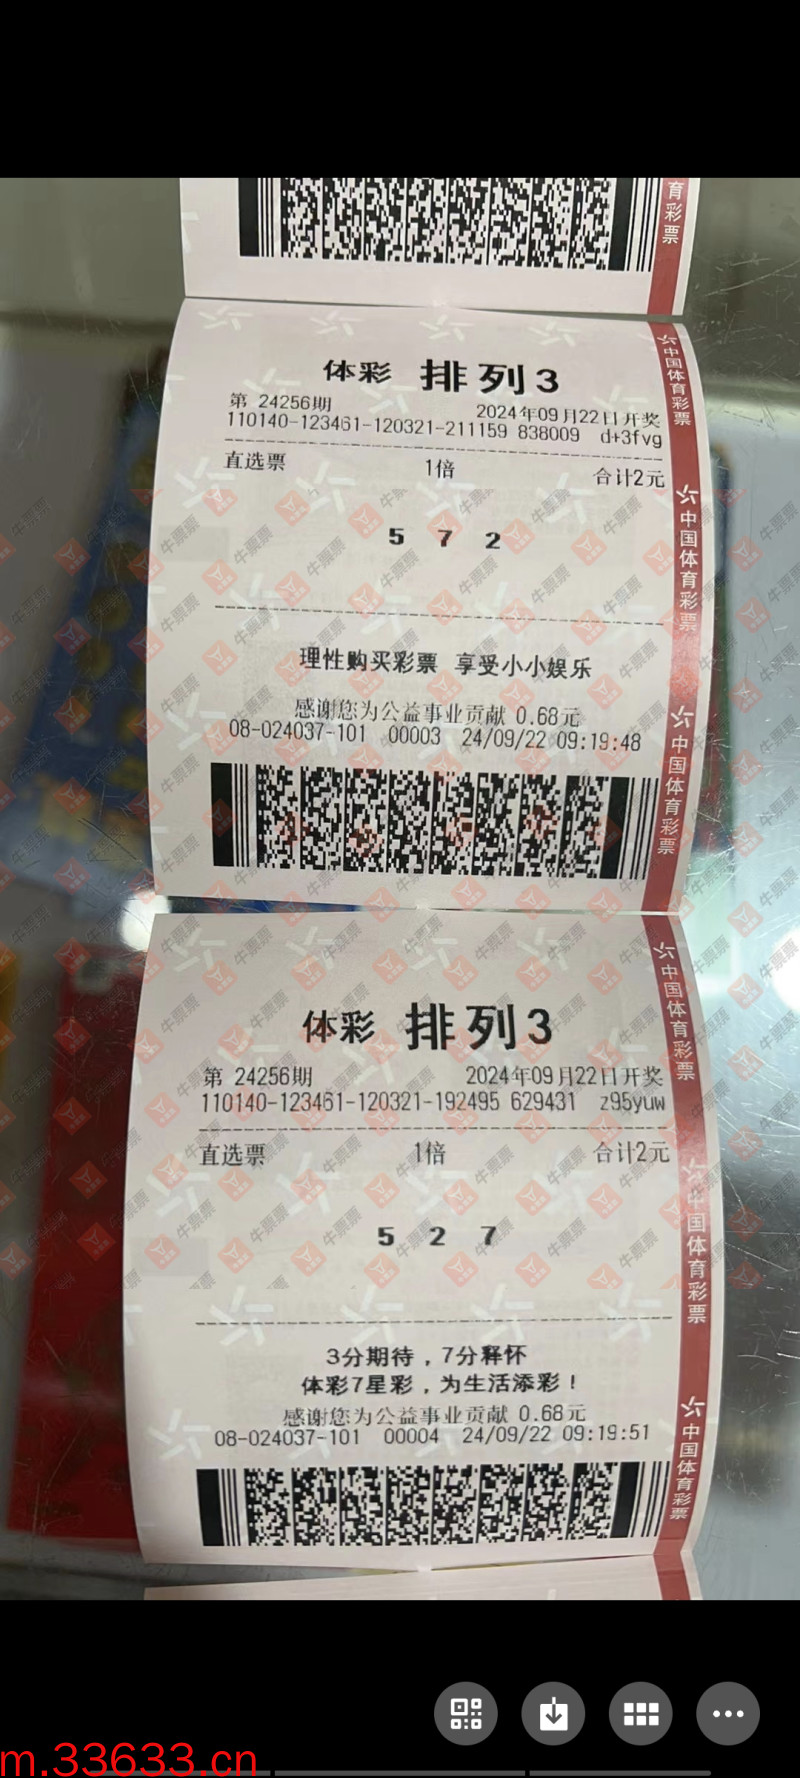 育彩票
体彩 排列3
第 24256期 2024年09月22日开奖
110140-123461-120321-211159 838009 d+3fvg
直选票 1倍 合计2元
5 7 2
理性购买彩票 享受小小娱乐
感谢您为公益事业贡献 0.68元
08-024037-101 00003 24/09/22 09:19:48
中国体育彩票
中国体育彩票
中国体育彩票
体彩 排列3
第 24256期 2024年09月22日开奖
110140-123461-120321-192495 629431 z95yuw
直选票 1倍 合计2元
5 2 7
3分期待，7分释怀
体彩7星彩，为生活添彩！
感谢您为公益事业贡献 0.68元
08-024037-101 00004 24/09/22 09:19:51
中国体育彩票
中国体育彩票
中国体育彩票
牛票票
m.33633.cn